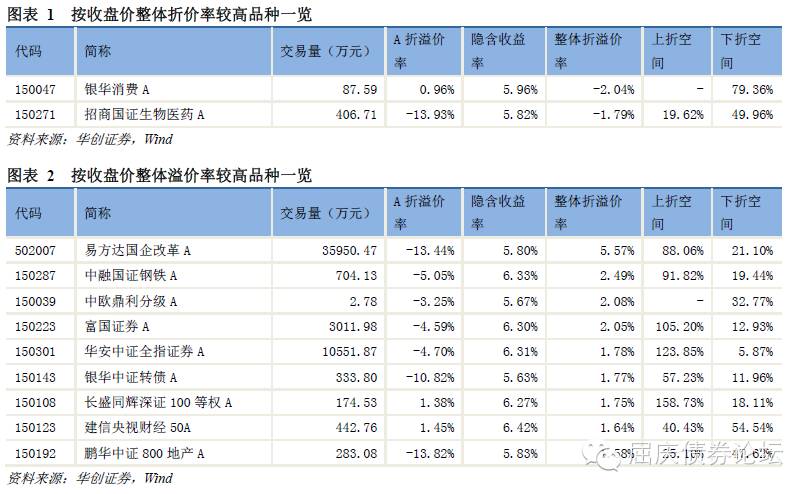 图表 1 按收盘价整体折价率较高品种一览
代码 简称 交易量（万元） A 折溢价率 隐含收益率 整体折溢价率 上折空间 下折空间
150047 银华消费 A 87.59 0.96% 5.96% -2.04% - 79.36%
150271 招商国证生物医药 A 406.71 -13.93% 5.82% -1.79% 19.62% 49.96%
资料来源：华创证券，Wind
图表 2 按收盘价整体溢价率较高品种一览
代码 简称 交易量（万元） A 折溢价率 隐含收益率 整体折溢价率 上折空间 下折空间
502007 易方达国企改革 A 35950.47 -13.44% 5.80% 5.57% 88.06% 21.10%
150287 中融国证钢铁 A 704.13 -5.05% 6.33% 2.49% 91.82% 19.44%
150039 中欧鼎利分级 A 2.78 -3.25% 5.67% 2.08% - 32.77%
150223 富国证券 A 3011.98 -4.59% 6.30% 2.05% 105.20% 12.93%
150301 华安中证全指证券 A 10551.87 -4.70% 6.31% 1.78% 123.85% 5.87%
150143 银华中证转债 A 333.80 -10.82% 5.63% 1.77% 57.23% 11.96%
150108 长盛同辉深证 100 等权 A 174.53 1.38% 6.27% 1.75% 158.73% 18.11%
150123 建信央视财经 50A 442.76 1.45% 6.42% 1.64% 40.43% 54.54%
150192 鹏华中证 800 地产 A 283.08 -13.82% 5.83%
屈庆债券论坛
资料来源：华创证券，Wind